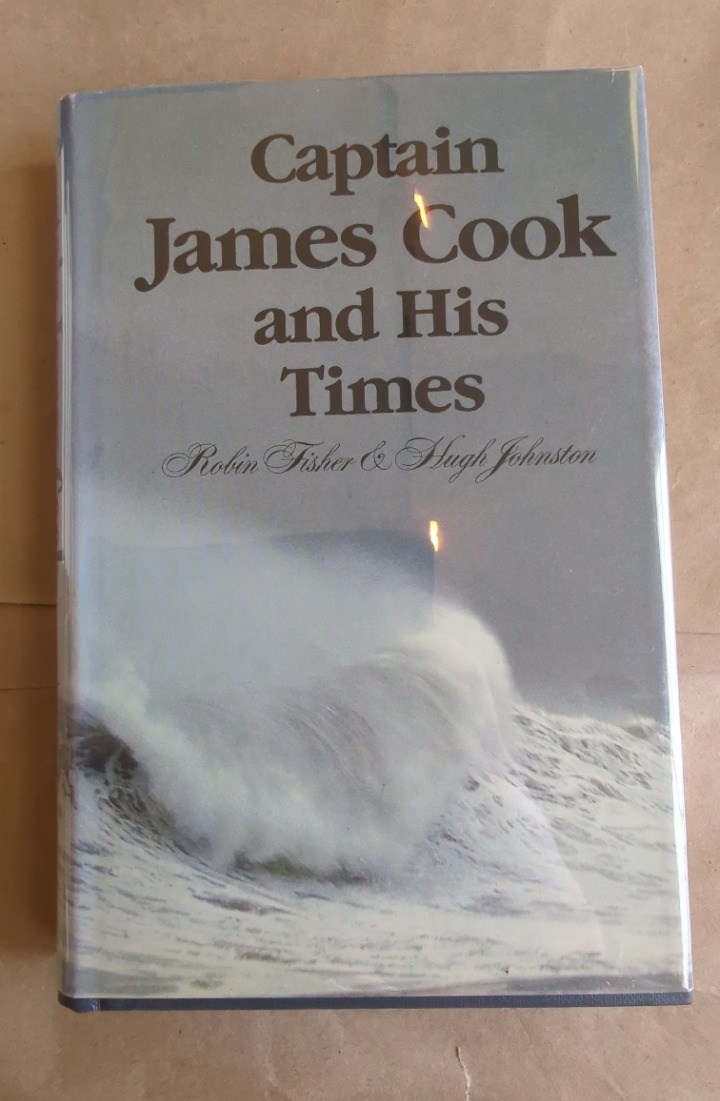 Captain
James Cook
and His
Times
Robin Fisher & Hugh Johnston